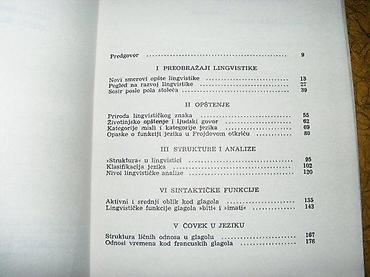 Predgovor 9
I PREOBRAŽAJI LINGVISTIKE
Novi smerovi opšte lingvistike 13
Pogled na razvoj lingvistike 27
Sosir posle pola stoleća 39
II OPŠTENJE
Priroda lingvističkog znaka 55
Životinjsko opštenje i ljudski govor 62
Kategorije misli i kategorije jezika 69
Opaske o funkciji jezika u Frojdovom otkriću 80
III STRUKTURE I ANALIZE
»Struktura« u lingvistici 95
Klasifikacija jezika 102
Nivoi lingvističke analize 120
VI SINTAKTIČKE FUNKCIJE
Aktivni i srednji oblik kod glagola 135
Lingvističke funkcije glagola »biti« i »imati« 143
V ČOVEK U JEZIKU
Struktura ličnih odnosa u glagolu 167
Odnosi vremena kod francuskih glagola 176